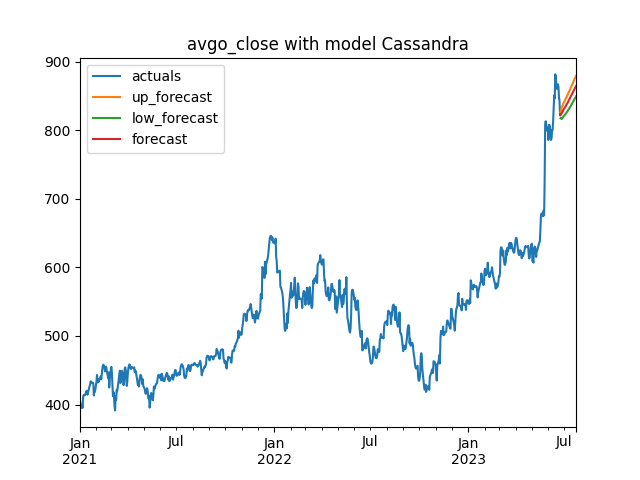 avgo_close with model Cassandra
900
800
700
600
500
400
actuals
up_forecast
low_forecast
forecast
Jan
2021
Jul
Jan
2022
Jul
Jan
2023
Jul